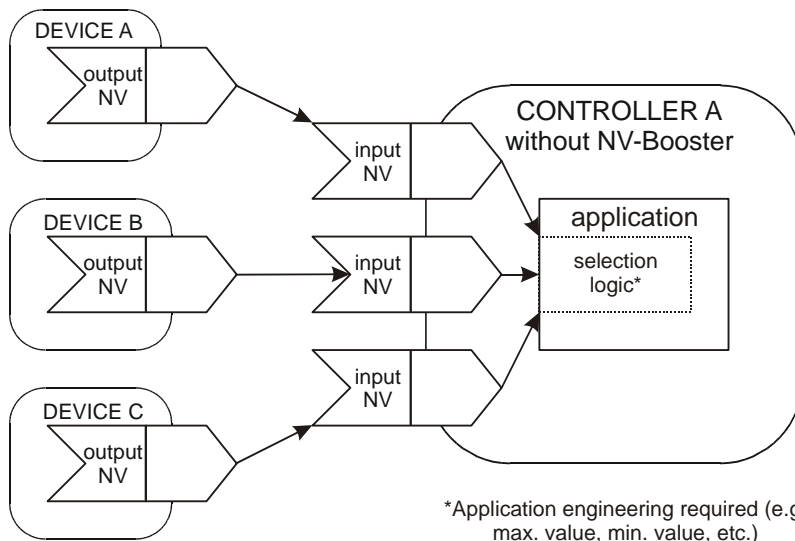 DEVICE A
output
NV
CONTROLLER A
without NV-Booster
input
NV
application
DEVICE B
output
NV
input
NV
selection
logic*
input
NV
DEVICE C
output
NV
*Application engineering required (e.g
max. value, min. value, etc.)